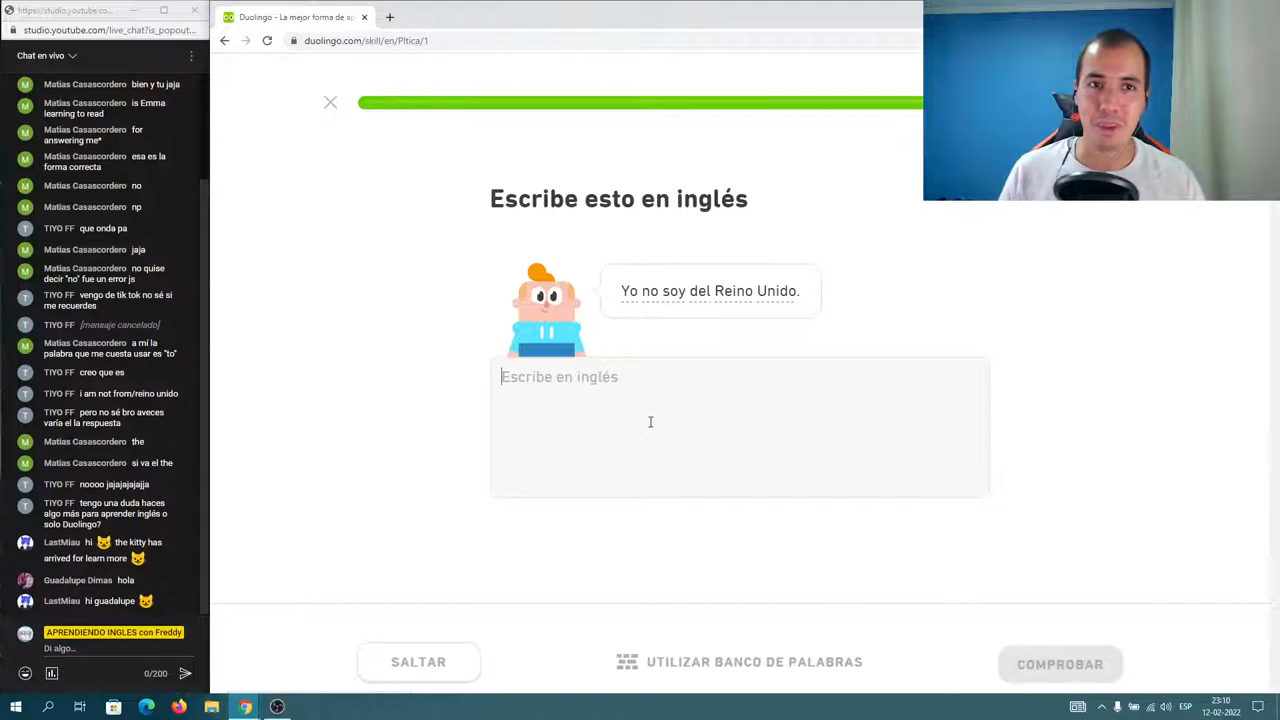 https://studio.youtube.co...
studio.youtube.com/live_chat?is_popout...
Chat en vivo
Matias Casascordero bien y tu jaja
Matias Casascordero is Emma
learning to read
Matias Casascordero for
answering me*
Matias Casascordero esa es la
forma correcta
Matias Casascordero no
Matias Casascordero np
TIYO FF que onda pa
Matias Casascordero jaja
Matias Casascordero no quise
decir "no" fue un error js
TIYO FF vengo de tik tok no sé si
me recuerdes
TIYO FF [mensaje cancelado]
Matias Casascordero a mí la
palabra que me cuesta usar es "to"
TIYO FF creo que es
TIYO FF i am not from/reino unido
TIYO FF pero no sé bro aveces
varía el la respuesta
Matias Casascordero the
Matias Casascordero si va el the
TIYO FF noooo jajajajajjja
TIYO FF tengo una duda haces
algo más para aprender inglés o
solo Duolingo?
LastMiau hi 😺 the kitty has
arrived for learn more 😺
Guadalupe Dimas hola
LastMiau hi guadalupe 😺
APRENDIENDO INGLES con Freddy
Di algo...
0/200
Duolingo - La mejor forma de ap
duolingo.com/skill/en/Pltica/1
Escribe esto en inglés
Yo no soy del Reino Unido.
Escribe en inglés
SALTAR
UTILIZAR BANCO DE PALABRAS
COMPROBAR
ESP
23:10
12-02-2022